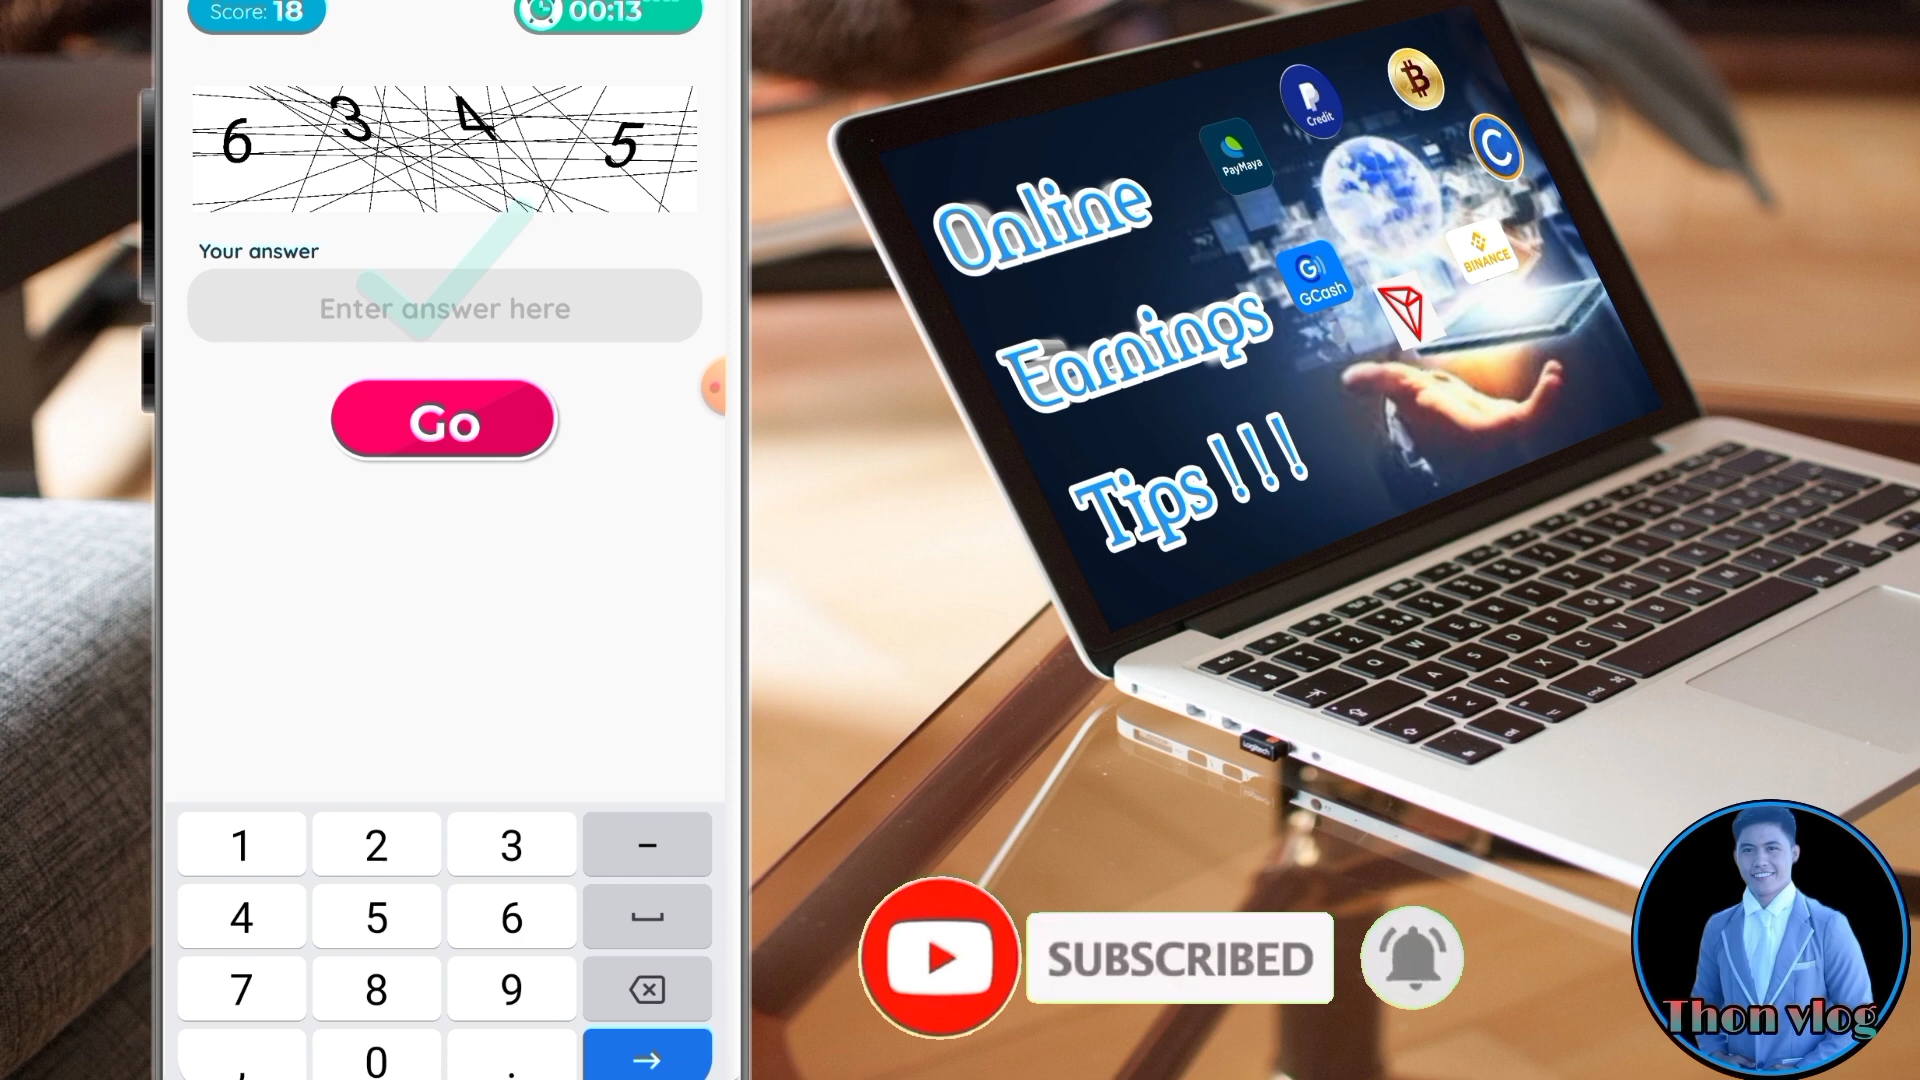 Score: 18
00:13
6 3 4 5
Your answer
Enter answer here
Go
1 2 3 -
4 5 6
7 8 9
, 0 .
Online
Earnings
Tips !!!
PayMaya
Credit
GCash
BINANCE
Logitech
SUBSCRIBED
Thon vlog